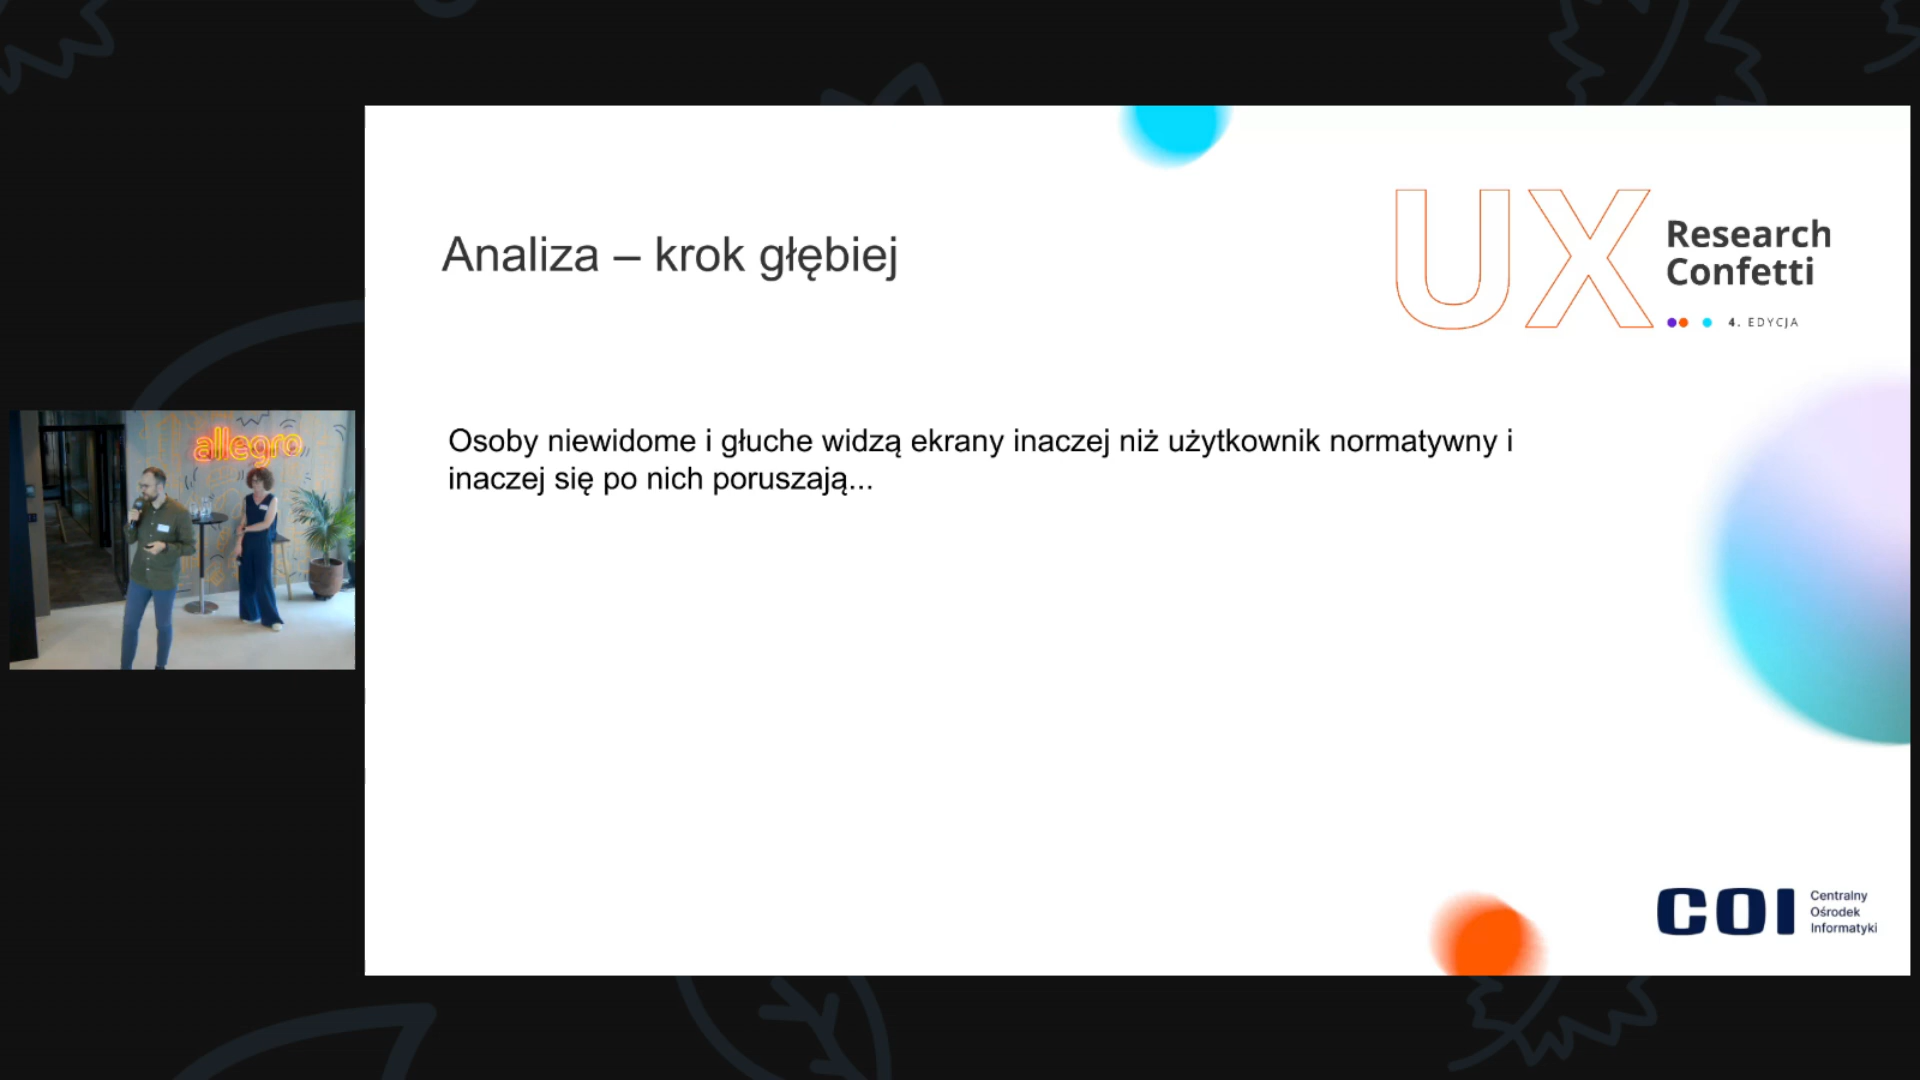 Analiza – krok głębiej
UX
Research
Confetti
4. EDYCJA
allegro
Osoby niewidome i głuche widzą ekrany inaczej niż użytkownik normatywny i
inaczej się po nich poruszają...
COI
Centralny
Ośrodek
Informatyki